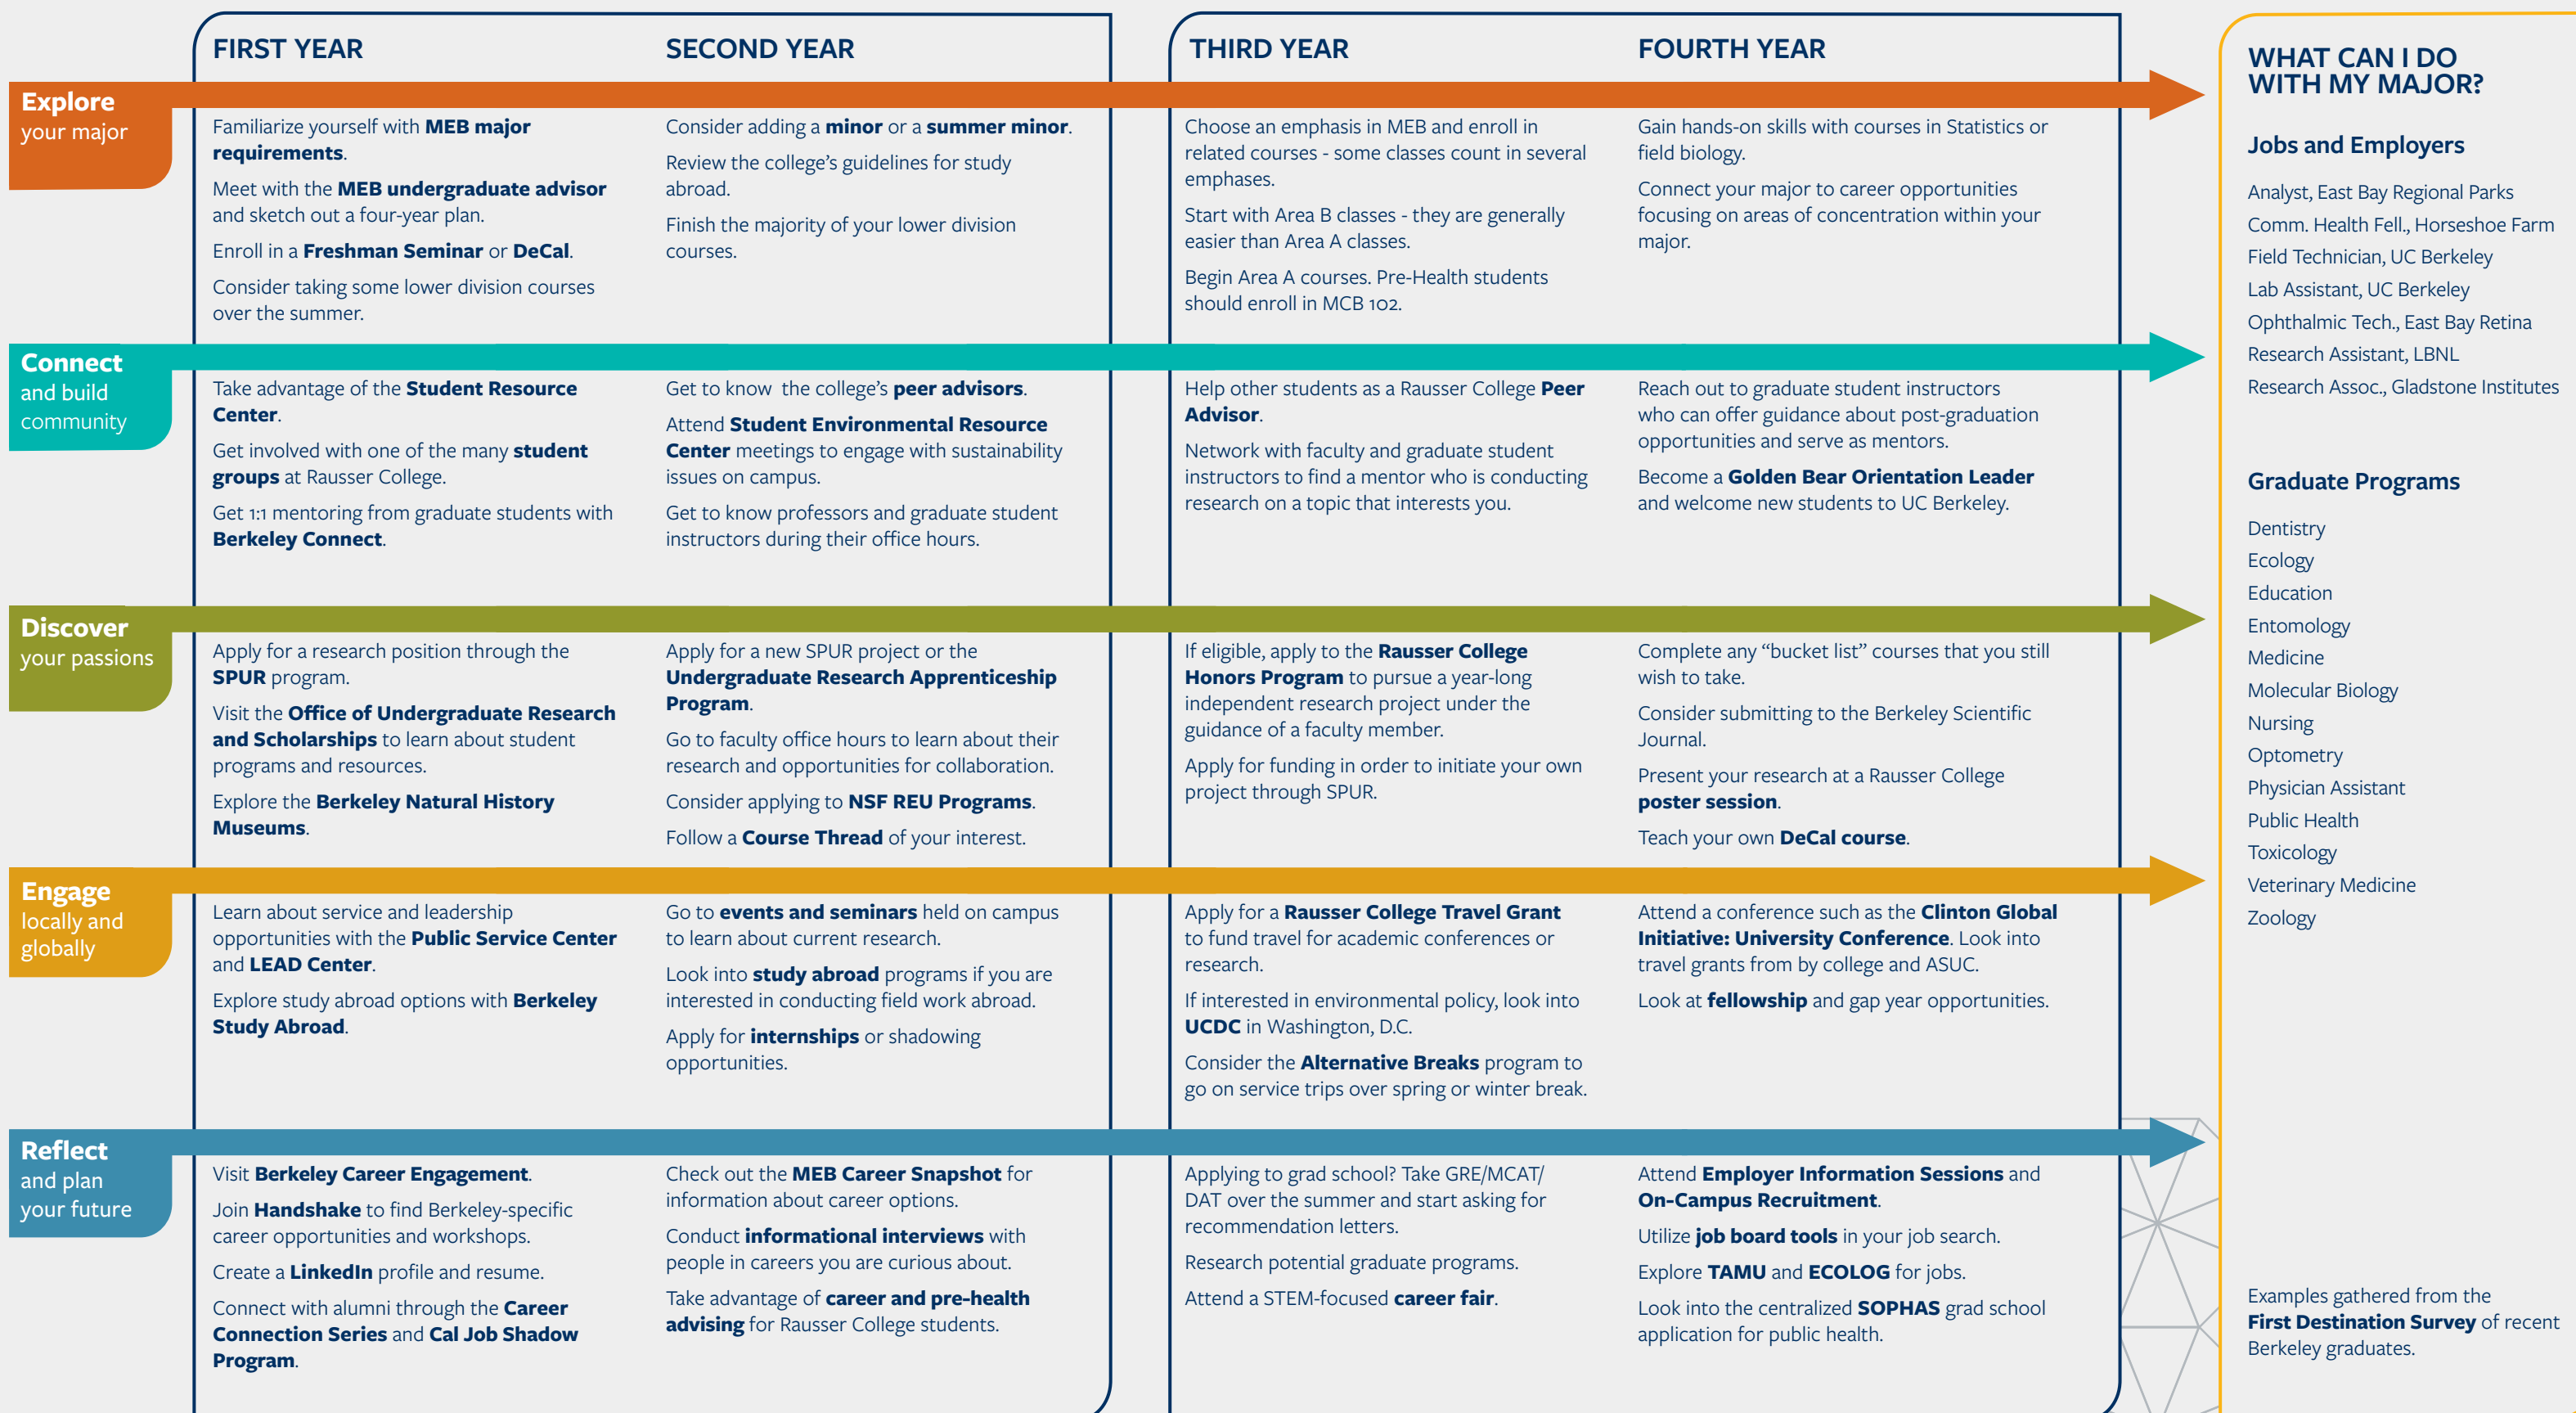 FIRST YEAR
SECOND YEAR
THIRD YEAR
FOURTH YEAR
Explore
your major
Familiarize yourself with MEB major
requirements.
Meet with the MEB undergraduate advisor
and sketch out a four-year plan.
Enroll in a Freshman Seminar or DeCal.
Consider taking some lower division courses
over the summer.
Consider adding a minor or a summer minor.
Review the college's guidelines for study
abroad.
Finish the majority of your lower division
courses.
Choose an emphasis in MEB and enroll in
related courses - some classes count in several
emphases.
Start with Area B classes - they are generally
easier than Area A classes.
Begin Area A courses. Pre-Health students
should enroll in MCB 102.
Gain hands-on skills with courses in Statistics or
field biology.
Connect your major to career opportunities
focusing on areas of concentration within your
major.
Connect
and build
community
Take advantage of the Student Resource
Center.
Get involved with one of the many student
groups at Rausser College.
Get 1:1 mentoring from graduate students with
Berkeley Connect.
Get to know  the college's peer advisors.
Attend Student Environmental Resource
Center meetings to engage with sustainability
issues on campus.
Get to know professors and graduate student
instructors during their office hours.
Help other students as a Rausser College Peer
Advisor.
Network with faculty and graduate student
instructors to find a mentor who is conducting
research on a topic that interests you.
Reach out to graduate student instructors
who can offer guidance about post-graduation
opportunities and serve as mentors.
Become a Golden Bear Orientation Leader
and welcome new students to UC Berkeley.
Discover
your passions
Apply for a research position through the
SPUR program.
Visit the Office of Undergraduate Research
and Scholarships to learn about student
programs and resources.
Explore the Berkeley Natural History
Museums.
Apply for a new SPUR project or the
Undergraduate Research Apprenticeship
Program.
Go to faculty office hours to learn about their
research and opportunities for collaboration.
Consider applying to NSF REU Programs.
Follow a Course Thread of your interest.
If eligible, apply to the Rausser College
Honors Program to pursue a year-long
independent research project under the
guidance of a faculty member.
Apply for funding in order to initiate your own
project through SPUR.
Complete any “bucket list” courses that you still
wish to take.
Consider submitting to the Berkeley Scientific
Journal.
Present your research at a Rausser College
poster session.
Teach your own DeCal course.
Engage
locally and
globally
Learn about service and leadership
opportunities with the Public Service Center
and LEAD Center.
Explore study abroad options with Berkeley
Study Abroad.
Go to events and seminars held on campus
to learn about current research.
Look into study abroad programs if you are
interested in conducting field work abroad.
Apply for internships or shadowing
opportunities.
Apply for a Rausser College Travel Grant
to fund travel for academic conferences or
research.
If interested in environmental policy, look into
UCDC in Washington, D.C.
Consider the Alternative Breaks program to
go on service trips over spring or winter break.
Attend a conference such as the Clinton Global
Initiative: University Conference. Look into
travel grants from by college and ASUC.
Look at fellowship and gap year opportunities.
Reflect
and plan
your future
Visit Berkeley Career Engagement.
Join Handshake to find Berkeley-specific
career opportunities and workshops.
Create a LinkedIn profile and resume.
Connect with alumni through the Career
Connection Series and Cal Job Shadow
Program.
Check out the MEB Career Snapshot for
information about career options.
Conduct informational interviews with
people in careers you are curious about.
Take advantage of career and pre-health
advising for Rausser College students.
Applying to grad school? Take GRE/MCAT/
DAT over the summer and start asking for
recommendation letters.
Research potential graduate programs.
Attend a STEM-focused career fair.
Attend Employer Information Sessions and
On-Campus Recruitment.
Utilize job board tools in your job search.
Explore TAMU and ECOLOG for jobs.
Look into the centralized SOPHAS grad school
application for public health.
WHAT CAN I DO
WITH MY MAJOR?
Jobs and Employers
Analyst, East Bay Regional Parks
Comm. Health Fell., Horseshoe Farm
Field Technician, UC Berkeley
Lab Assistant, UC Berkeley
Ophthalmic Tech., East Bay Retina
Research Assistant, LBNL
Research Assoc., Gladstone Institutes
Graduate Programs
Dentistry
Ecology
Education
Entomology
Medicine
Molecular Biology
Nursing
Optometry
Physician Assistant
Public Health
Toxicology
Veterinary Medicine
Zoology
Examples gathered from the
First Destination Survey of recent
Berkeley graduates.